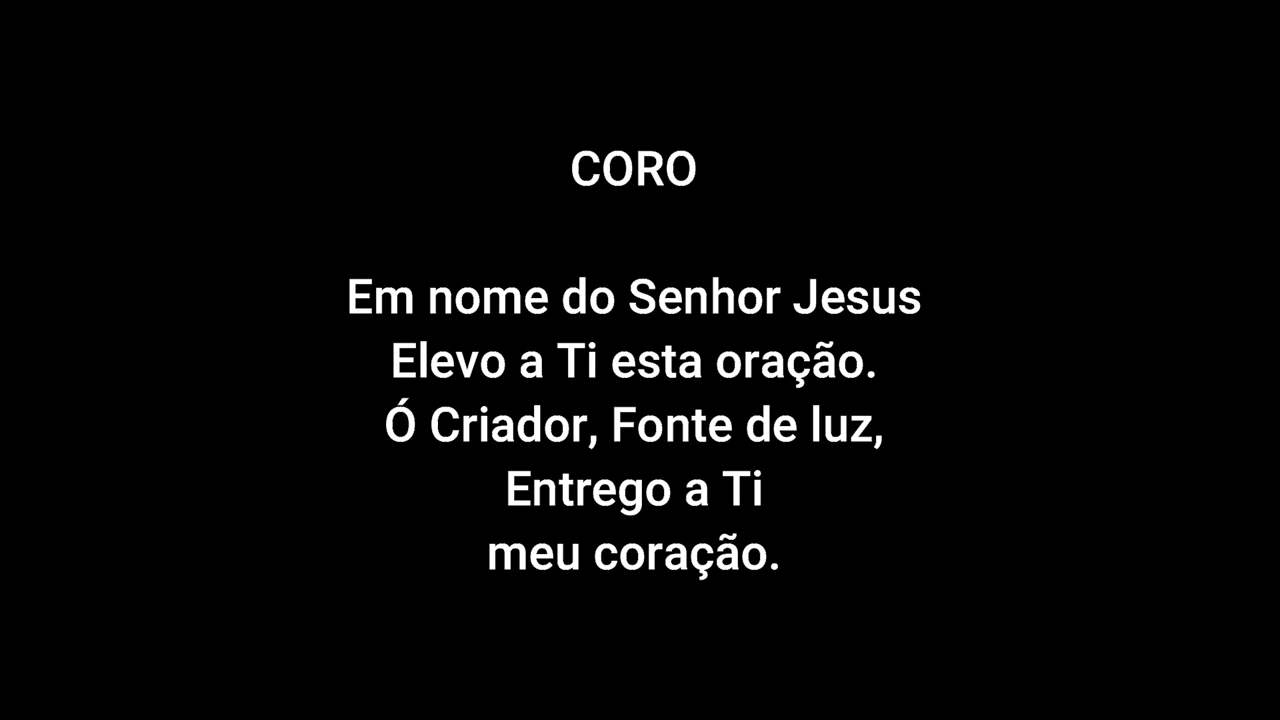 CORO
Em nome do Senhor Jesus
Elevo a Ti esta oração.
Ó Criador, Fonte de luz,
Entrego a Ti
meu coração.